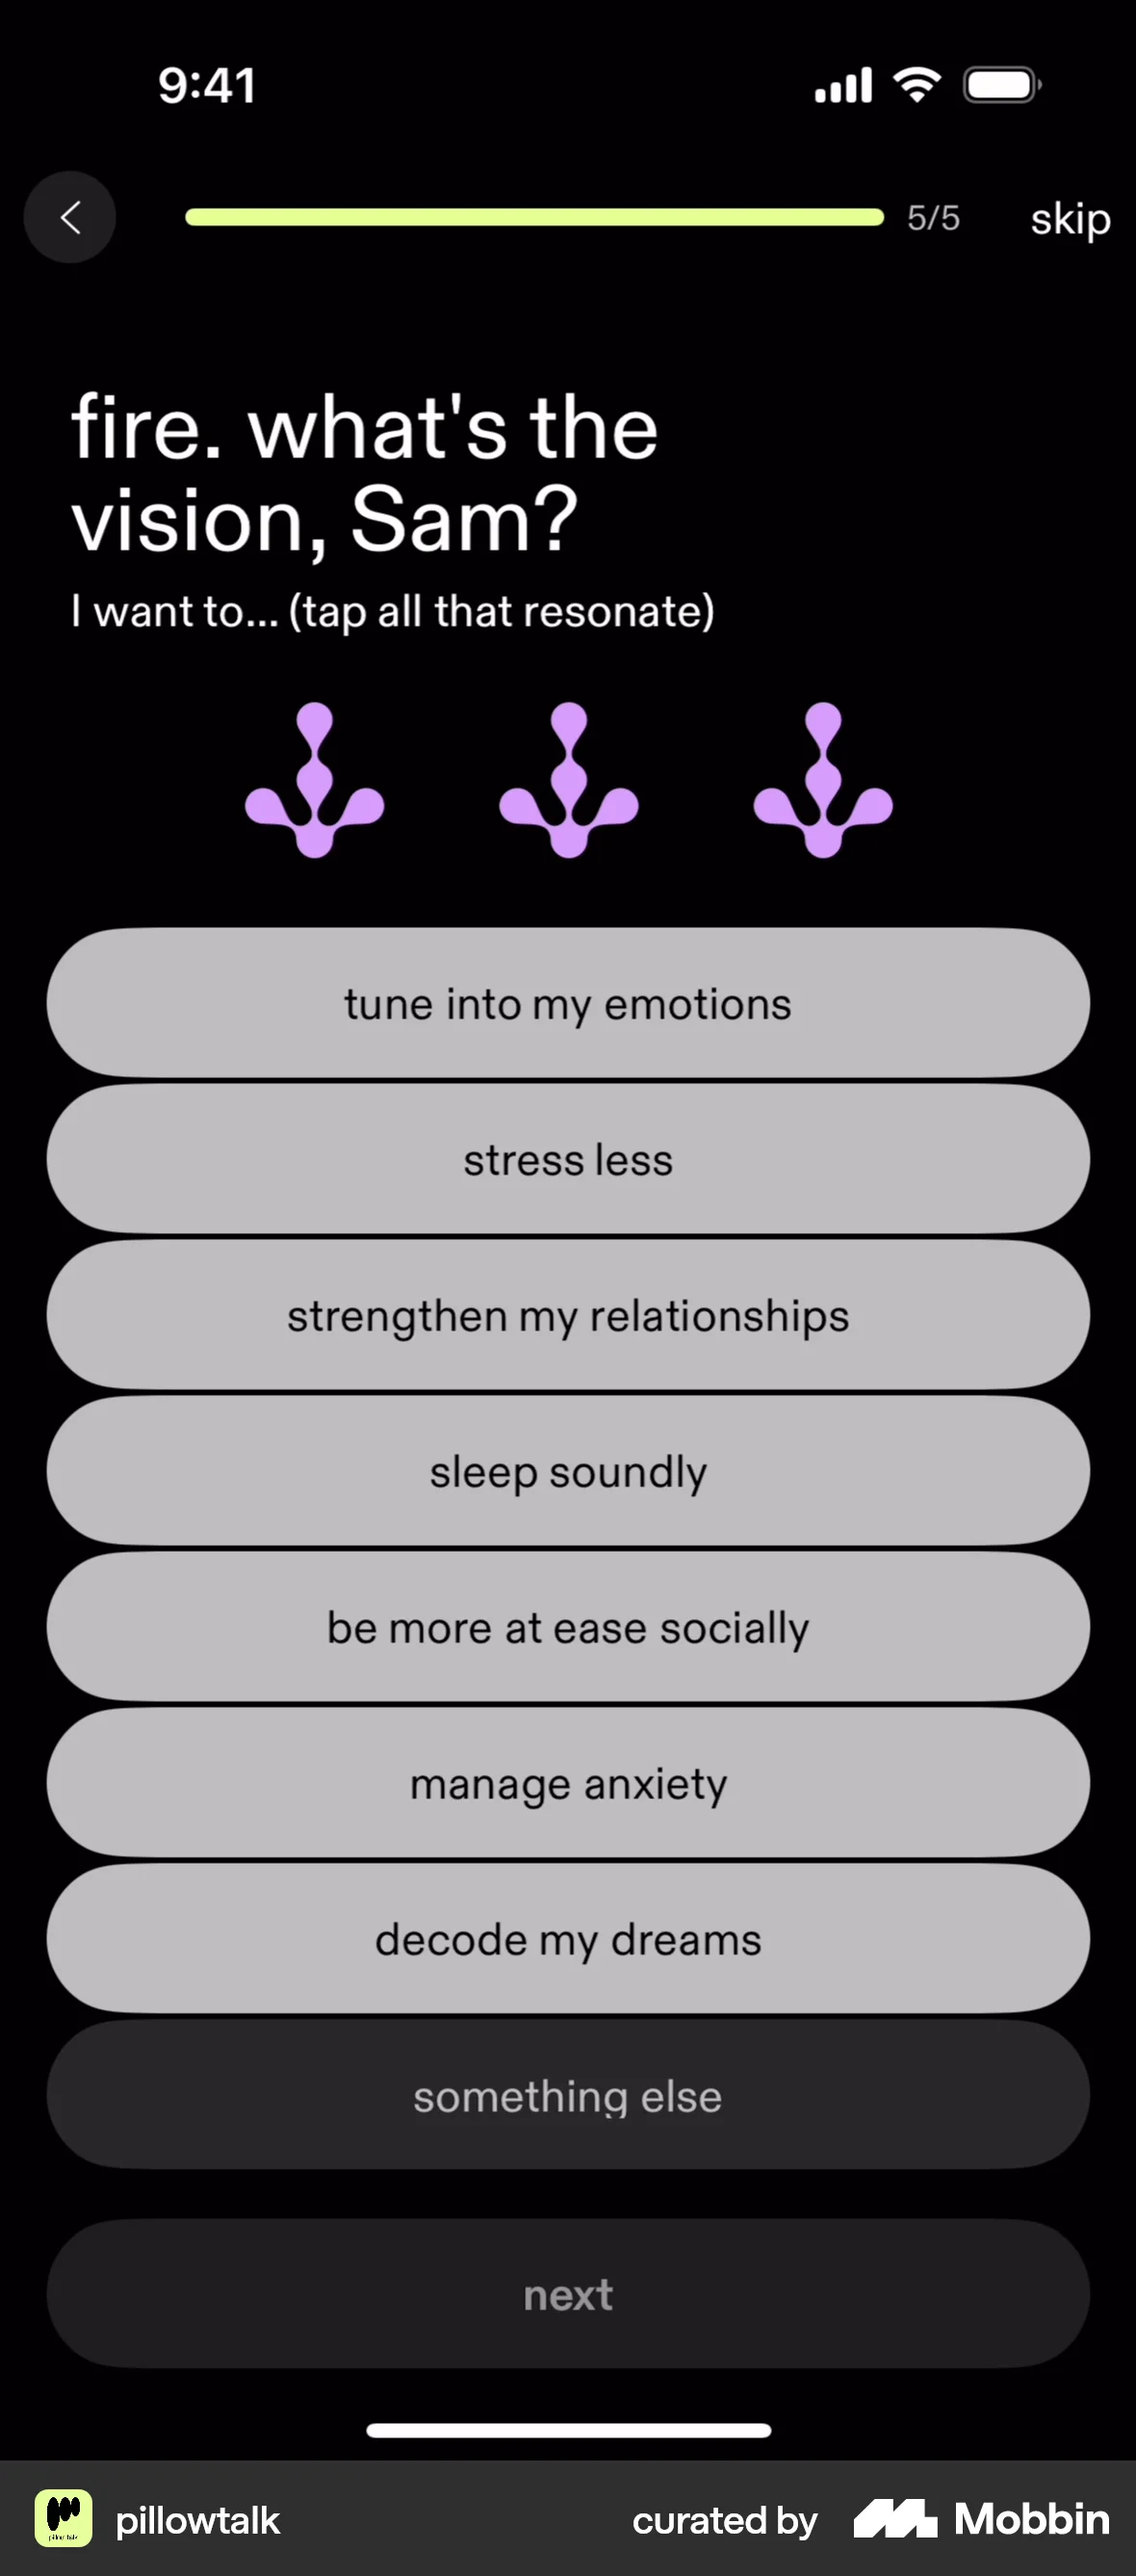 9:41
5/5
skip
fire. what's the
vision, Sam?
I want to... (tap all that resonate)
tune into my emotions
stress less
strengthen my relationships
sleep soundly
be more at ease socially
manage anxiety
decode my dreams
something else
next
pillowtalk
curated by
Mobbin